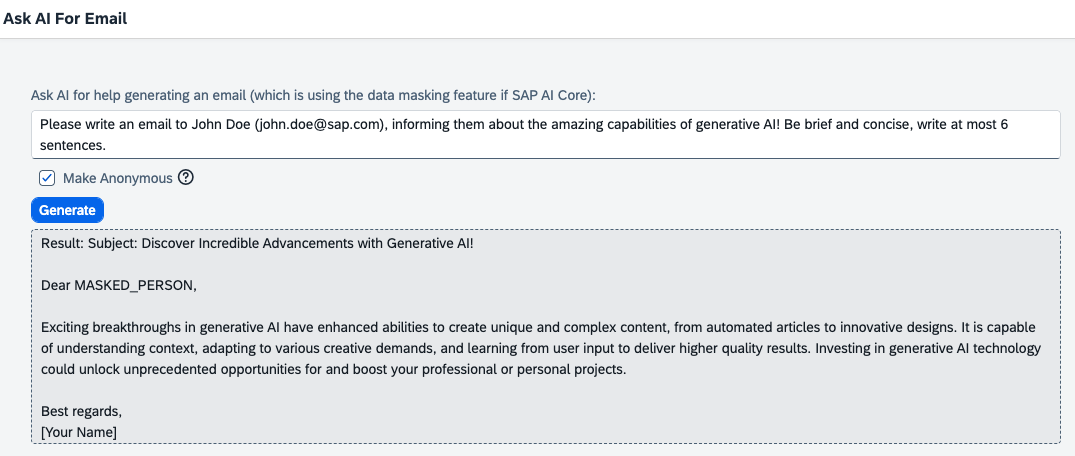 Ask AI For Email
Ask AI for help generating an email (which is using the data masking feature if SAP AI Core):
Please write an email to John Doe (john.doe@sap.com), informing them about the amazing capabilities of generative AI! Be brief and concise, write at most 6
sentences.
Make Anonymous
Generate
Result: Subject: Discover Incredible Advancements with Generative AI!
Dear MASKED_PERSON,
Exciting breakthroughs in generative AI have enhanced abilities to create unique and complex content, from automated articles to innovative designs. It is capable
of understanding context, adapting to various creative demands, and learning from user input to deliver higher quality results. Investing in generative AI technology
could unlock unprecedented opportunities for and boost your professional or personal projects.
Best regards,
[Your Name]